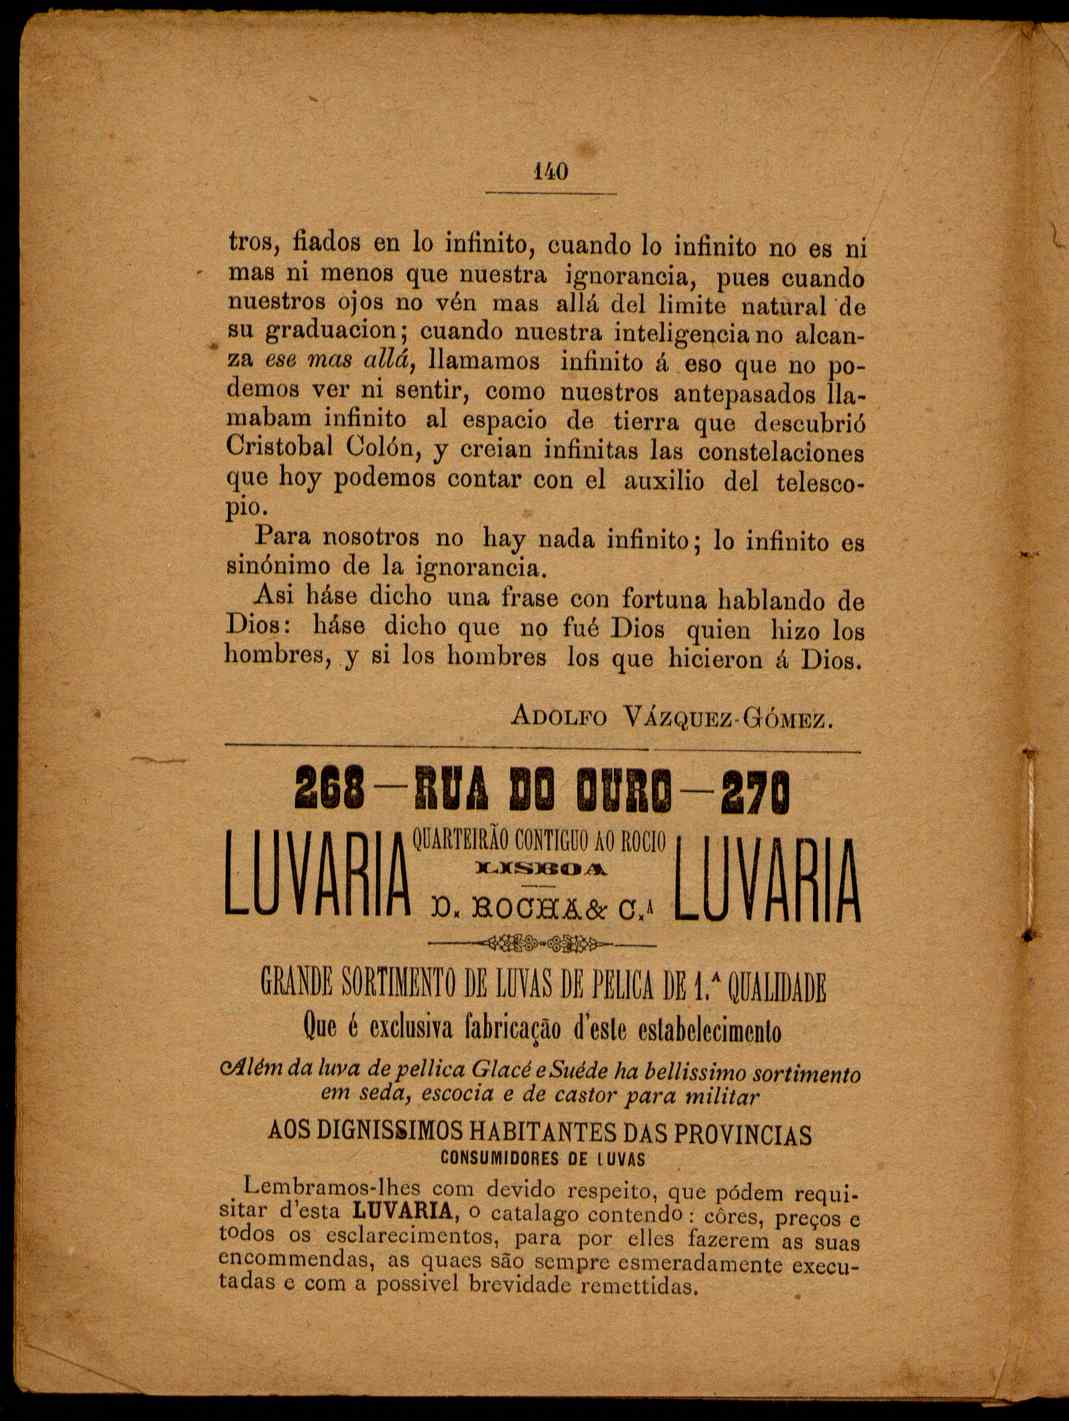 140
tros, fiados en lo infinito, cuando lo infinito no es ni
mas ni menos que nuestra ignorancia, pues cuando
nuestros ojos no vén mas allá del limite natural de
su graduacion; cuando nuestra inteligencia no alcan-
za ese mas allá, llamamos infinito á eso que no po-
demos ver ni sentir, como nuestros antepasados lla-
mabam infinito al espacio de tierra que descubrió
Cristobal Colón, y creian infinitas las constelaciones
que hoy podemos contar con el auxilio del telesco-
pio.
Para nosotros no hay nada infinito; lo infinito es
sinónimo de la ignorancia.
Asi háse dicho una frase con fortuna hablando de
Dios: háse dicho que no fué Dios quien hizo los
hombres, y si los hombres los que hicieron á Dios.
ADOLFO VÁZQUEZ-GÓMEZ.
268—RUA DO OURO—270
LUVARIA QUARTEIRÃO CONTIGUO AO ROCIO LUVARIA
LISBOA
D. ROCHA & C.ª
GRANDE SORTIMENTO DE LUVAS DE PELICA DE 1.ª QUALIDADE
Que é exclusiva fabricação d'este estabelecimento
Além da luva de pellica Glacé e Suéde ha bellissimo sortimento
em seda, escocia e de castor para militar
AOS DIGNISSIMOS HABITANTES DAS PROVINCIAS
CONSUMIDORES DE LUVAS
Lembramos-lhes com devido respeito, que pódem requi-
sitar d'esta LUVARIA, o catalago contendo: côres, preços e
todos os esclarecimentos, para por elles fazerem as suas
encommendas, as quaes são sempre esmeradamente execu-
tadas e com a possivel brevidade remettidas.